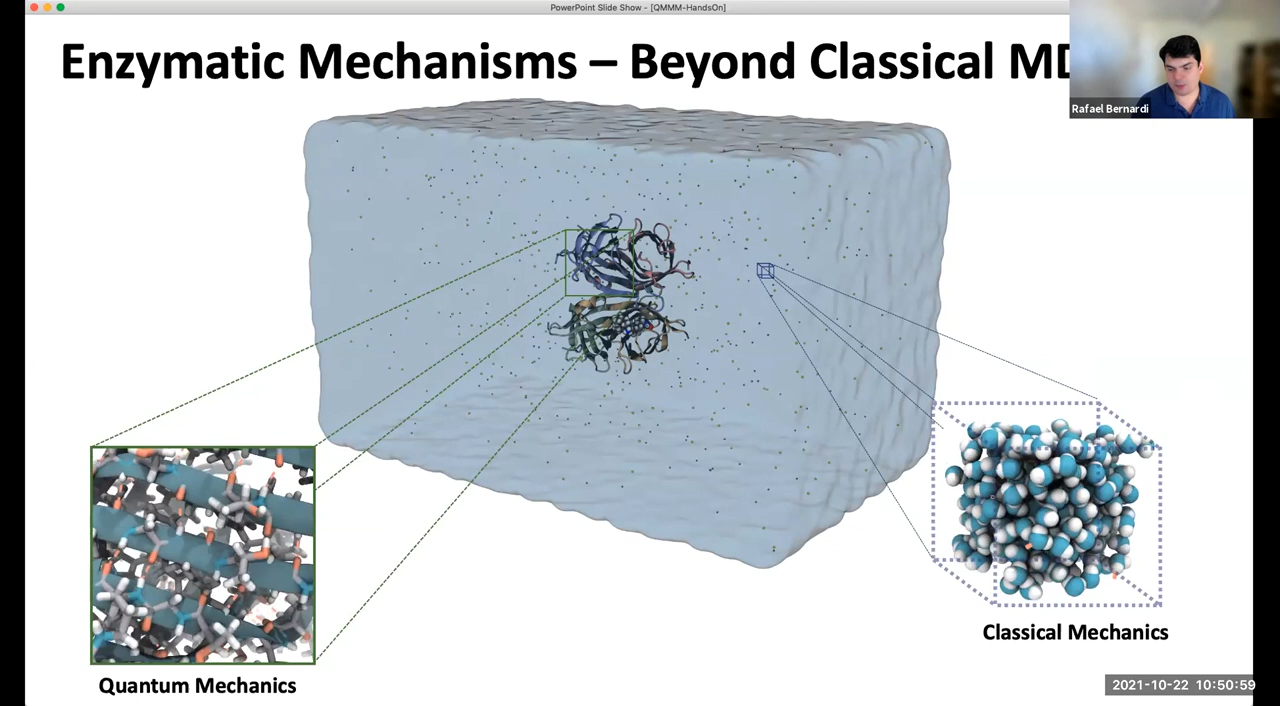 PowerPoint Slide Show - [QMMM-HandsOn]
Enzymatic Mechanisms – Beyond Classical MD
Rafael Bernardi
Classical Mechanics
Quantum Mechanics
2021-10-22 10:50:59